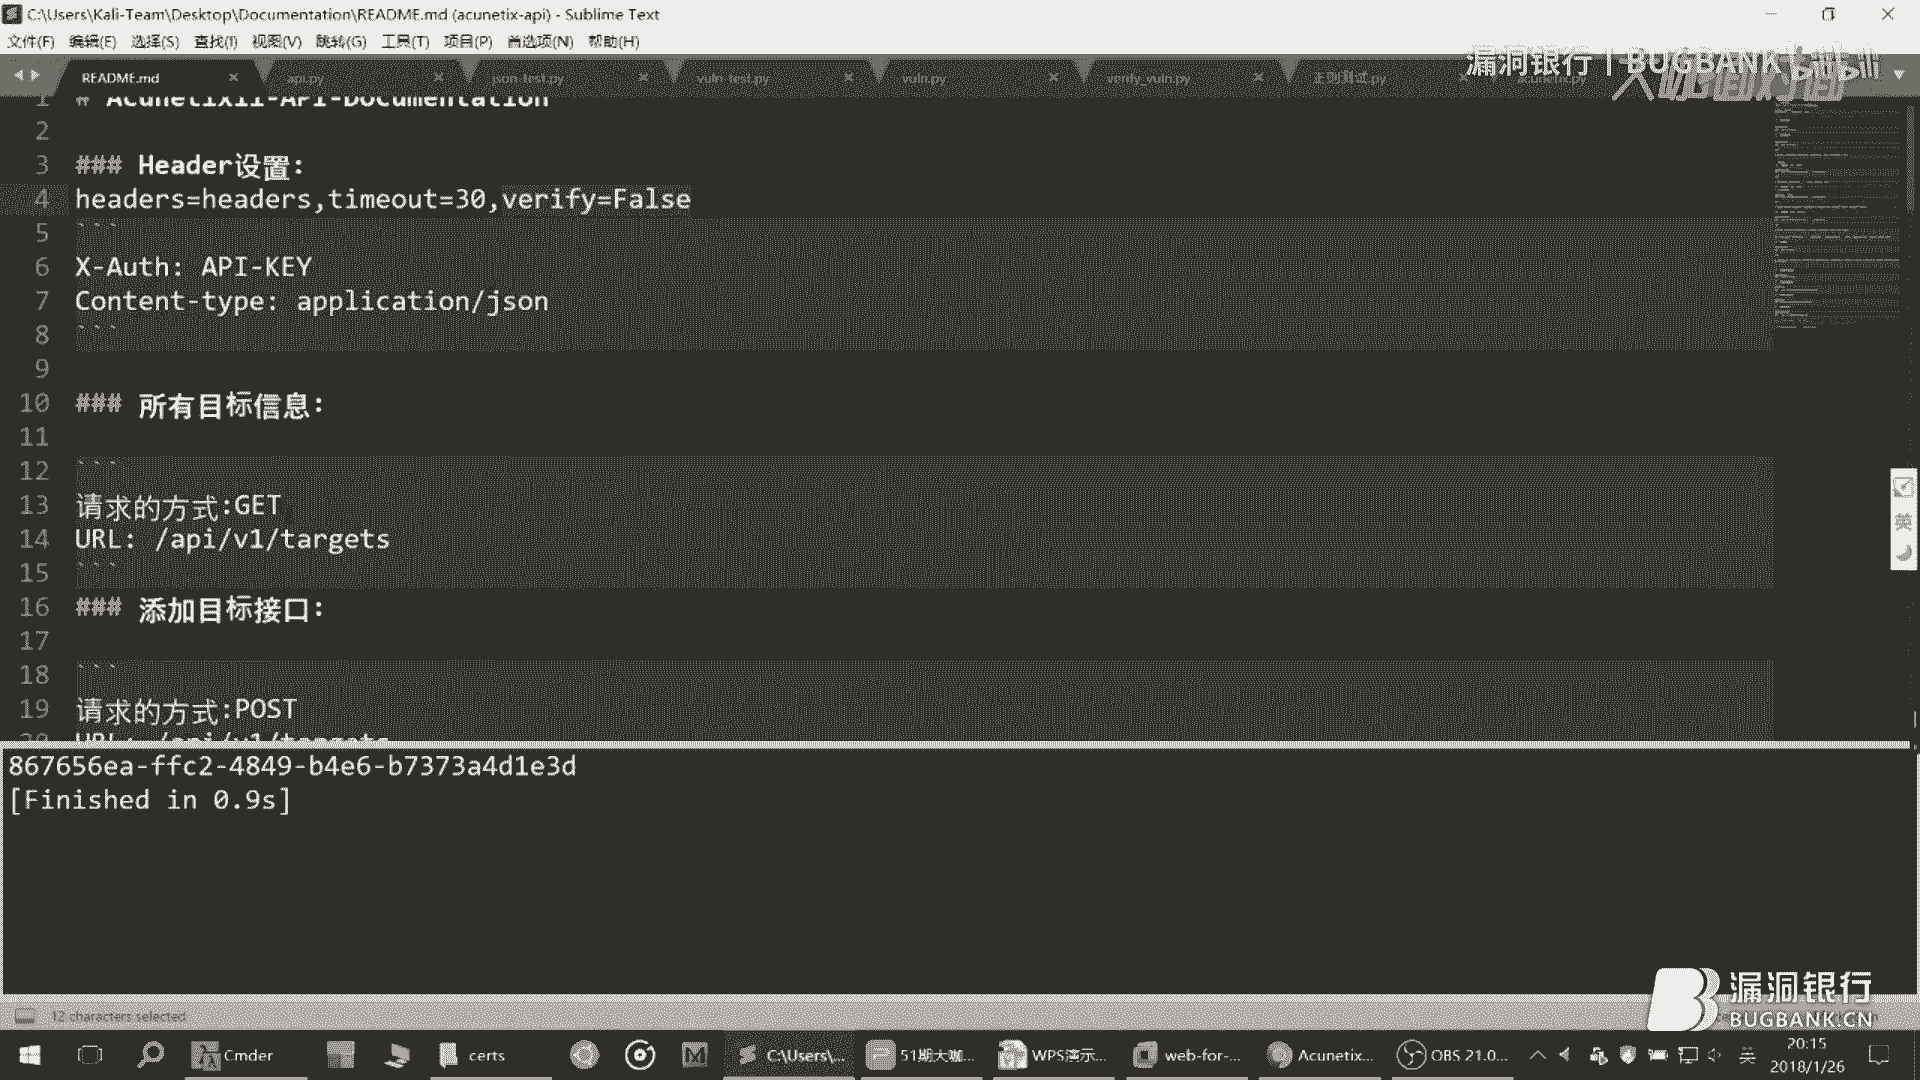 C:\Users\Kali-Team\Desktop\Documentation\README.md (acunetix-api) - Sublime Text
文件(F) 编辑(E) 选择(S) 查找(I) 视图(V) 跳转(G) 工具(T) 项目(P) 首选项(N) 帮助(H)
README.md api.py json-test.py vuln-test.py vuln.py verify_vuln.py 正则测试.py
漏洞银行 | BUGBANK
1 # Acunetix11-API-Documentation
2
3 ### Header设置:
4 headers=headers,timeout=30,verify=False
5 ```
6 X-Auth: API-KEY
7 Content-type: application/json
8 ```
9
10 ### 所有目标信息:
11
12 ```
13 请求的方式:GET
14 URL: /api/v1/targets
15 ```
16 ### 添加目标接口:
17
18 ```
19 请求的方式:POST
20 URL: /api/v1/targets
英
867656ea-ffc2-4849-b4e6-b7373a4d1e3d
[Finished in 0.9s]
12 characters selected
漏洞银行
BUGBANK.CN
Cmder certs C:\Users\... 51期大咖... WPS演示... web-for-... Acunetix... OBS 21.0... 英 20:15
2018/1/26